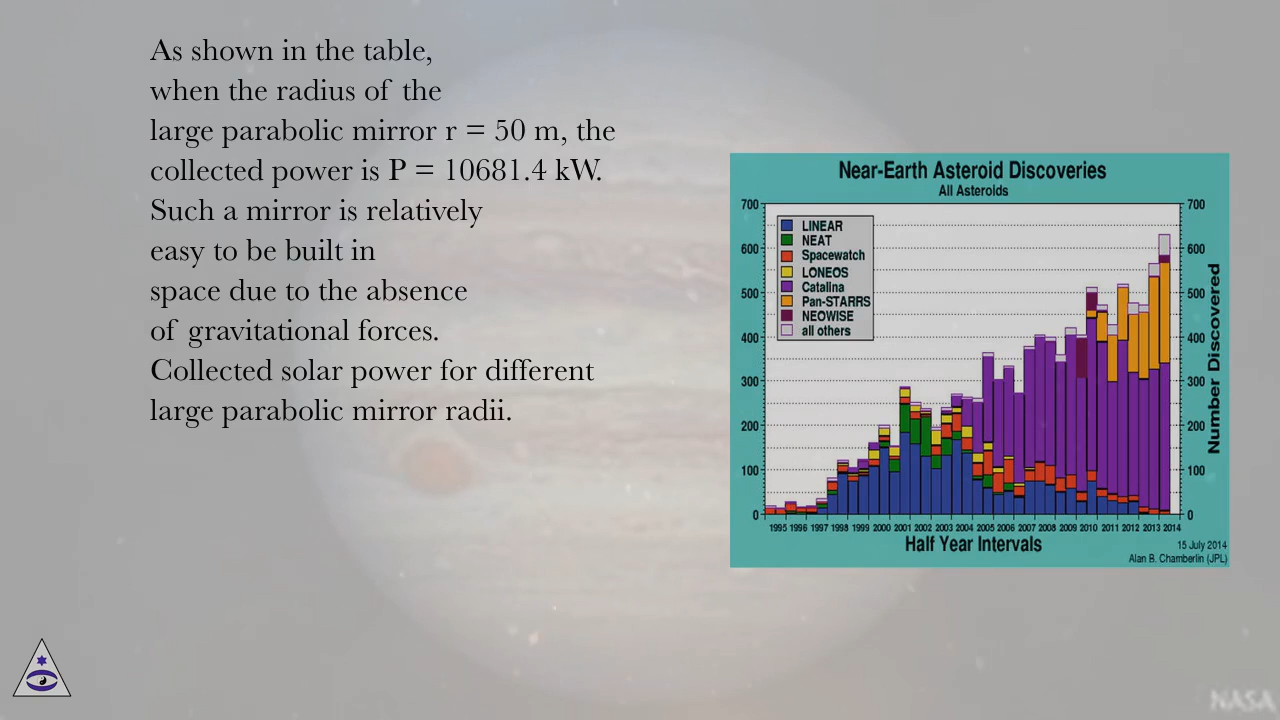 As shown in the table,
when the radius of the
large parabolic mirror r = 50 m, the
collected power is P = 10681.4 kW.
Such a mirror is relatively
easy to be built in
space due to the absence
of gravitational forces.
Collected solar power for different
large parabolic mirror radii.
Near-Earth Asteroid Discoveries
All Asteroids
700
600
500
400
300
200
100
0
LINEAR
NEAT
Spacewatch
LONEOS
Catalina
Pan-STARRS
NEOWISE
all others
700
600
500
400
300
200
100
0
Number Discovered
1995 1996 1997 1998 1999 2000 2001 2002 2003 2004 2005 2006 2007 2008 2009 2010 2011 2012 2013 2014
Half Year Intervals
15 July 2014
Alan B. Chamberlin (JPL)
NASA